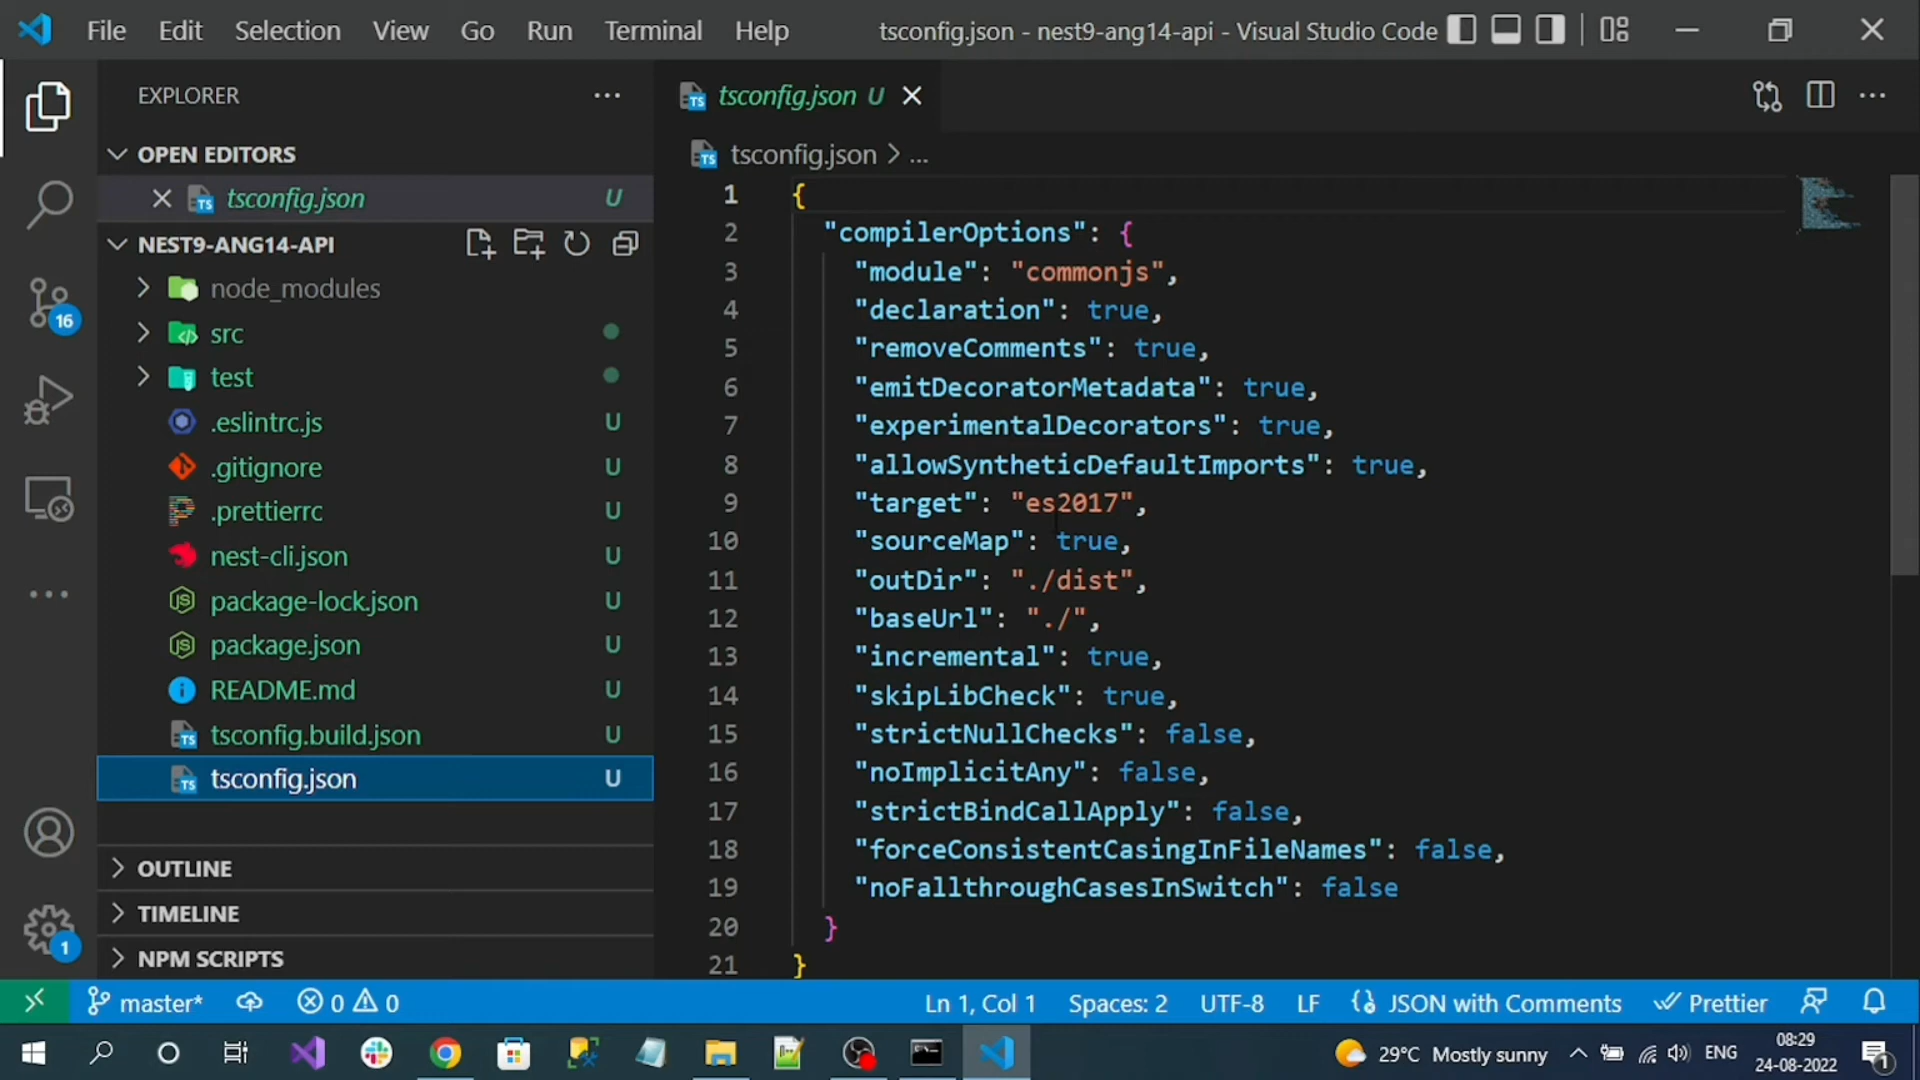 File Edit Selection View Go Run Terminal Help
tsconfig.json - nest9-ang14-api - Visual Studio Code
EXPLORER
OPEN EDITORS
tsconfig.json U
NEST9-ANG14-API
node_modules
src
test
.eslintrc.js U
.gitignore U
.prettierrc U
nest-cli.json U
package-lock.json U
package.json U
README.md U
tsconfig.build.json U
tsconfig.json U
OUTLINE
TIMELINE
NPM SCRIPTS
16
1
tsconfig.json U
tsconfig.json > ...
1 {
2 "compilerOptions": {
3 "module": "commonjs",
4 "declaration": true,
5 "removeComments": true,
6 "emitDecoratorMetadata": true,
7 "experimentalDecorators": true,
8 "allowSyntheticDefaultImports": true,
9 "target": "es2017",
10 "sourceMap": true,
11 "outDir": "./dist",
12 "baseUrl": "./",
13 "incremental": true,
14 "skipLibCheck": true,
15 "strictNullChecks": false,
16 "noImplicitAny": false,
17 "strictBindCallApply": false,
18 "forceConsistentCasingInFileNames": false,
19 "noFallthroughCasesInSwitch": false
20 }
21 }
master* 0 0
Ln 1, Col 1 Spaces: 2 UTF-8 LF JSON with Comments Prettier
29°C Mostly sunny ENG
08:29
24-08-2022
1